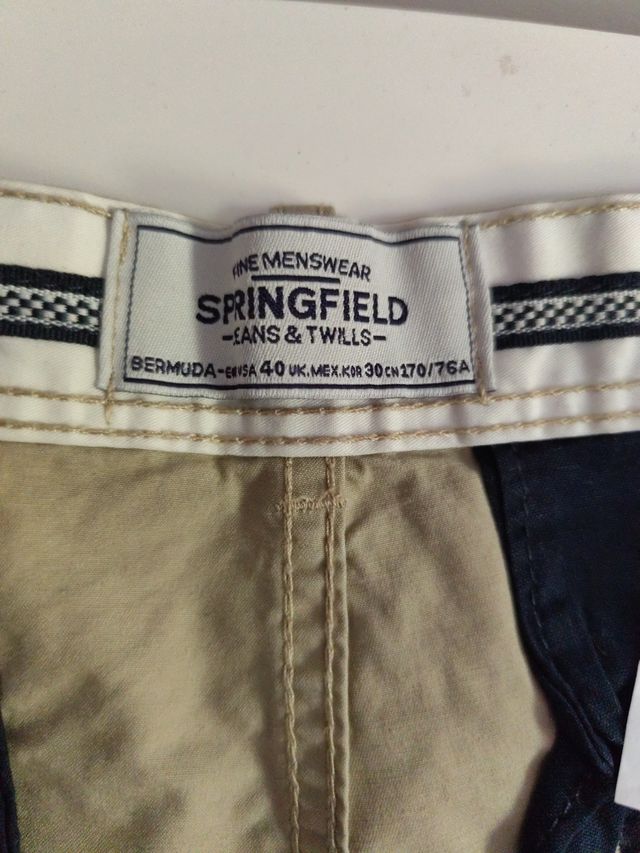 FINE MENSWEAR
SPRINGFIELD
-JEANS & TWILLS-
BERMUDA-EUR/USA 40 UK.MEX.KOR 30 CN 170/76A